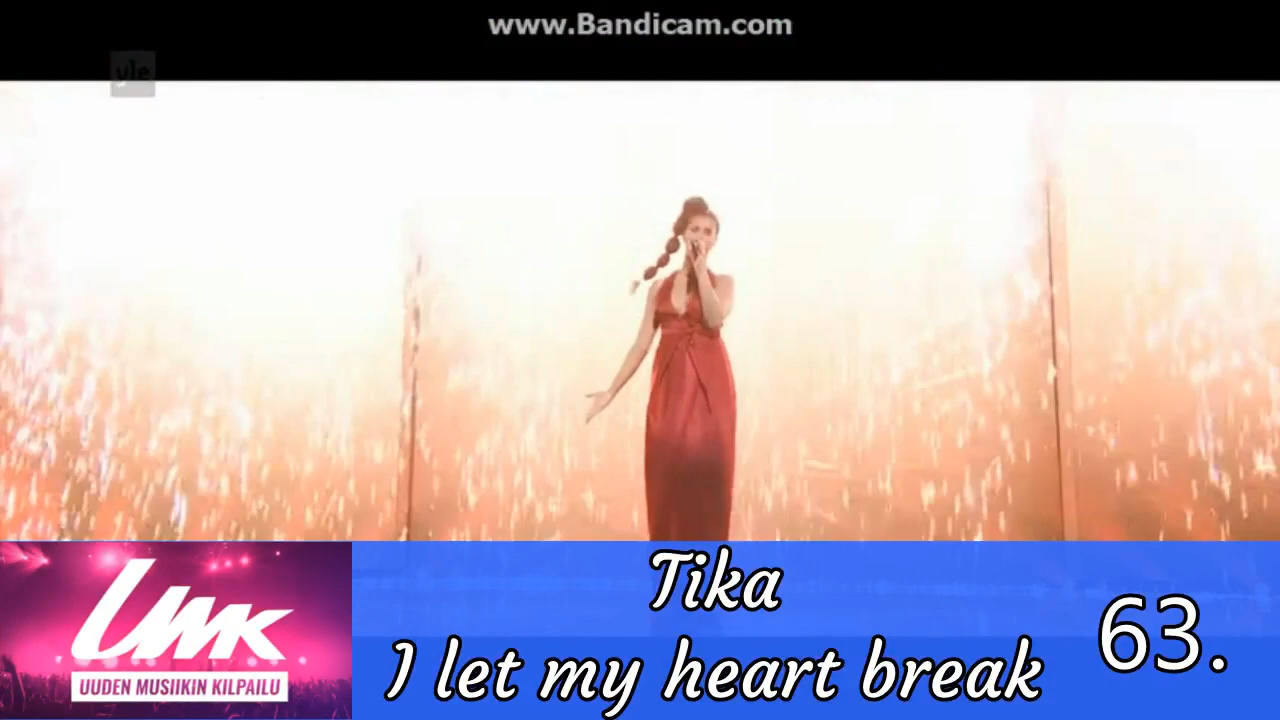 www.Bandicam.com
yle
Tika
I let my heart break
63.
UMK
UUDEN MUSIIKIN KILPAILU